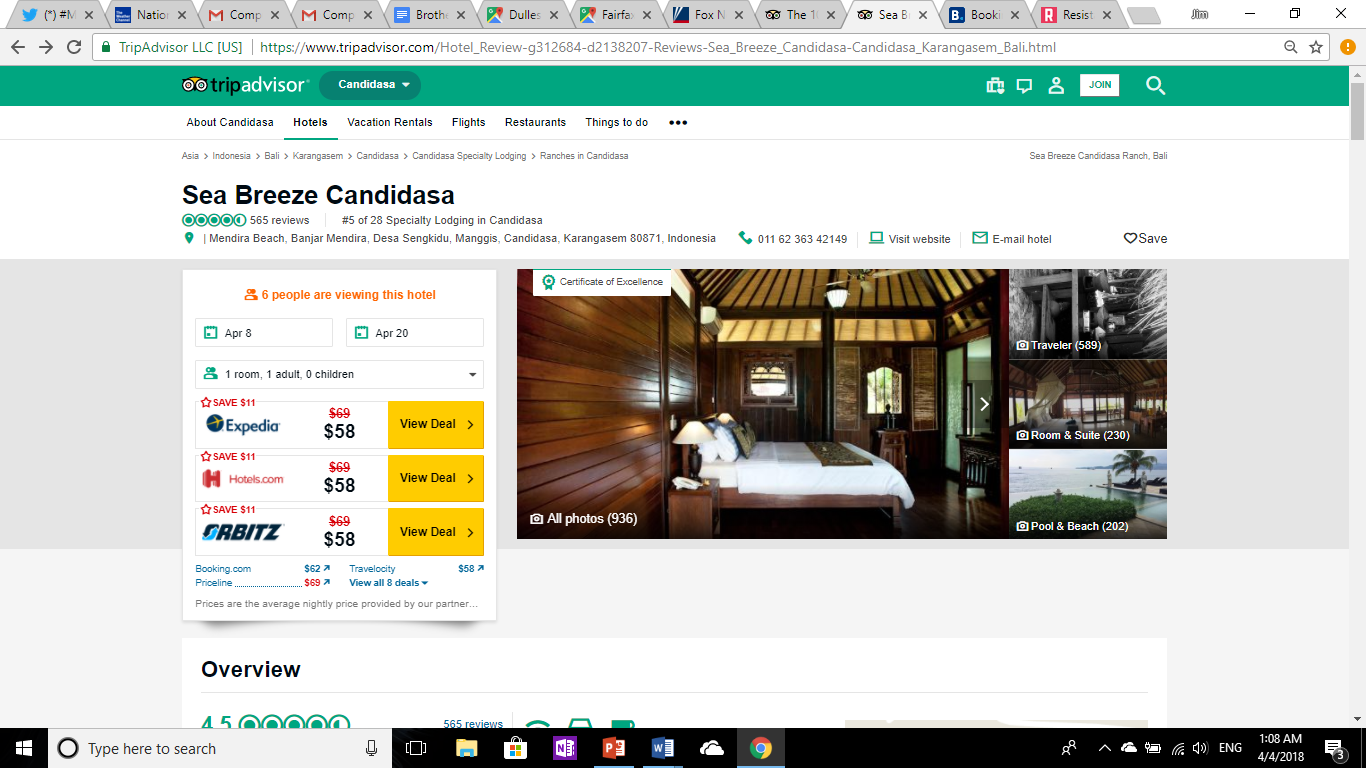 (*) #M
Natio
Comp
Comp
Brothe
Dulles
Fairfax
Fox N
The 
Sea B
Booki
Resist
Jim
TripAdvisor LLC [US] | https://www.tripadvisor.com/Hotel_Review-g312684-d2138207-Reviews-Sea_Breeze_Candidasa-Candidasa_Karangasem_Bali.html
tripadvisor
Candidasa
JOIN
About Candidasa Hotels Vacation Rentals Flights Restaurants Things to do •••
Asia > Indonesia > Bali > Karangasem > Candidasa > Candidasa Specialty Lodging > Ranches in Candidasa
Sea Breeze Candidasa Ranch, Bali
Sea Breeze Candidasa
565 reviews #5 of 28 Specialty Lodging in Candidasa
| Mendira Beach, Banjar Mendira, Desa Sengkidu, Manggis, Candidasa, Karangasem 80871, Indonesia 011 62 363 42149 Visit website E-mail hotel Save
6 people are viewing this hotel
Apr 8 Apr 20
1 room, 1 adult, 0 children
SAVE $11
Expedia $69 $58 View Deal
SAVE $11
Hotels.com $69 $58 View Deal
SAVE $11
ORBITZ $69 $58 View Deal
Booking.com $62 Travelocity $58
Priceline $69 View all 8 deals
Prices are the average nightly price provided by our partner...
Certificate of Excellence
All photos (936)
Traveler (589)
Room & Suite (230)
Pool & Beach (202)
Overview
4.5 565 reviews
Type here to search
ENG
1:08 AM
4/4/2018
3